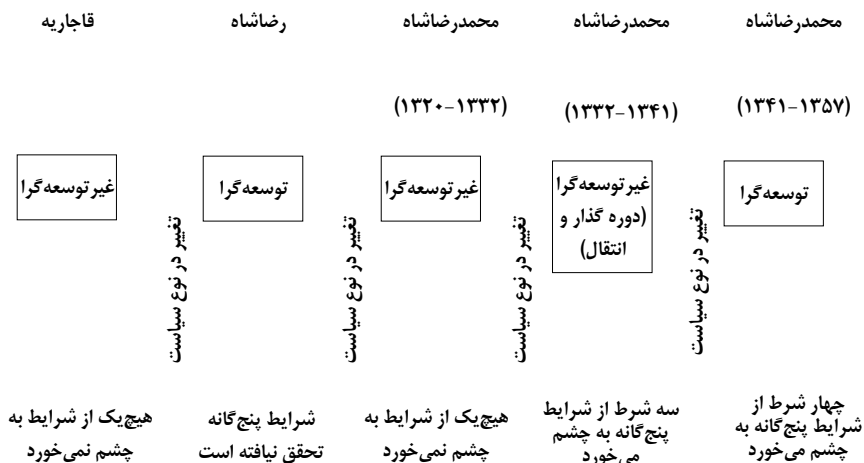 قاجاریه
رضاشاه
محمدرضاشاه
محمدرضاشاه
محمدرضاشاه
(۱۳۲۰-۱۳۳۲)
(۱۳۳۲-۱۳۴۱)
(۱۳۴۱-۱۳۵۷)
غیرتوسعه‌گرا
توسعه‌گرا
غیرتوسعه‌گرا
غیرتوسعه‌گرا
(دوره گذار و
انتقال)
توسعه‌گرا
تغییر در نوع سیاست
تغییر در نوع سیاست
تغییر در نوع سیاست
تغییر در نوع سیاست
هیچ‌یک از شرایط به
چشم نمی‌خورد
شرایط پنج‌گانه
تحقق نیافته است
هیچ‌یک از شرایط به
چشم نمی‌خورد
سه شرط از شرایط
پنج‌گانه به چشم
می‌خورد
چهار شرط از
شرایط پنج‌گانه به
چشم می‌خورد